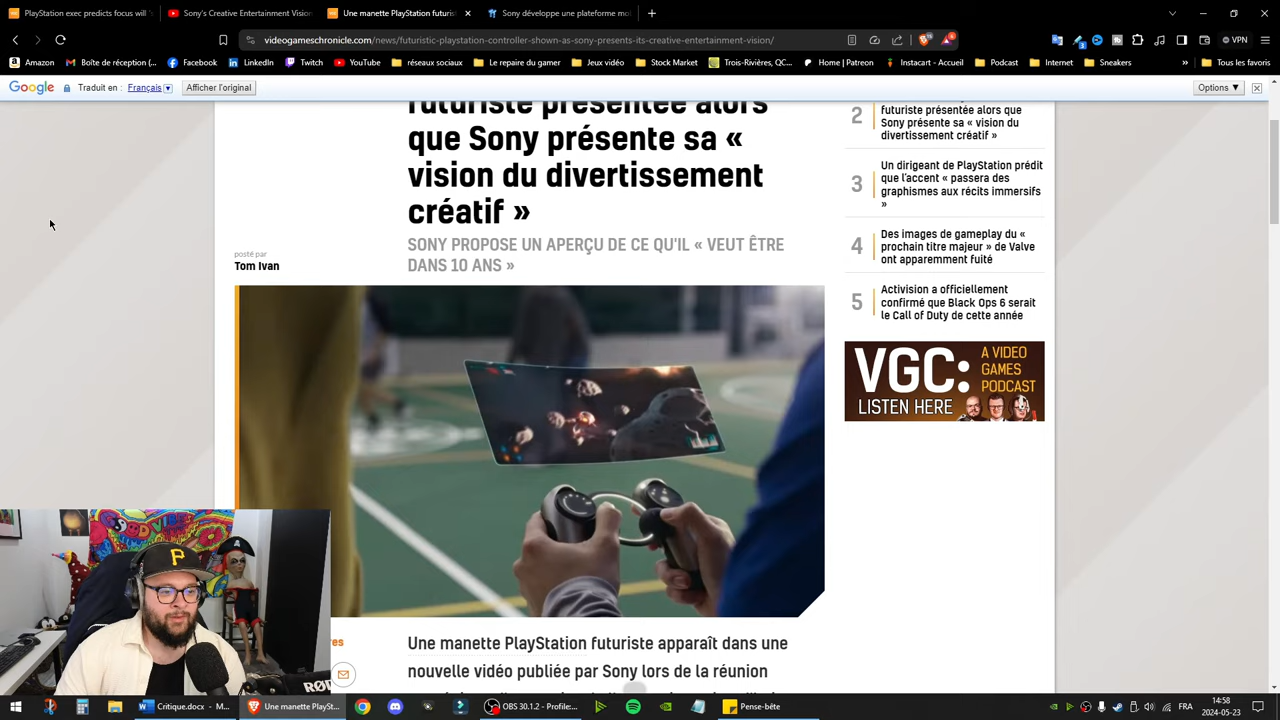 PlayStation exec predicts focus will
Sony's Creative Entertainment Vision
Une manette PlayStation futuriste
Sony développe une plateforme mo
videogameschronicle.com/news/futuristic-playstation-controller-shown-as-sony-presents-its-creative-entertainment-vision/
VPN
Amazon
Boîte de réception (...
Facebook
LinkedIn
Twitch
YouTube
réseaux sociaux
Le repaire du gamer
Jeux vidéo
Stock Market
Trois-Rivières, QC...
Home | Patreon
Instacart - Accueil
Podcast
Internet
Sneakers
Tous les favoris
Google
Traduit en :
Français
Afficher l'original
Options ▼
futuriste présentée alors
que Sony présente sa «
vision du divertissement
créatif »
SONY PROPOSE UN APERÇU DE CE QU'IL « VEUT ÊTRE
DANS 10 ANS »
posté par
Tom Ivan
2
futuriste présentée alors que
Sony présente sa « vision du
divertissement créatif »
3
Un dirigeant de PlayStation prédit
que l'accent « passera des
graphismes aux récits immersifs
»
4
Des images de gameplay du «
prochain titre majeur » de Valve
ont apparemment fuité
5
Activision a officiellement
confirmé que Black Ops 6 serait
le Call of Duty de cette année
VGC:
A VIDEO
GAMES
PODCAST
LISTEN HERE
GOOD VIBES
P
RØD
res
Une manette PlayStation futuriste apparaît dans une
nouvelle vidéo publiée par Sony lors de la réunion
Critique.docx - M...
Une manette PlaySt...
OBS 30.1.2 - Profile:...
Pense-bête
FRA
14:58
2024-05-23